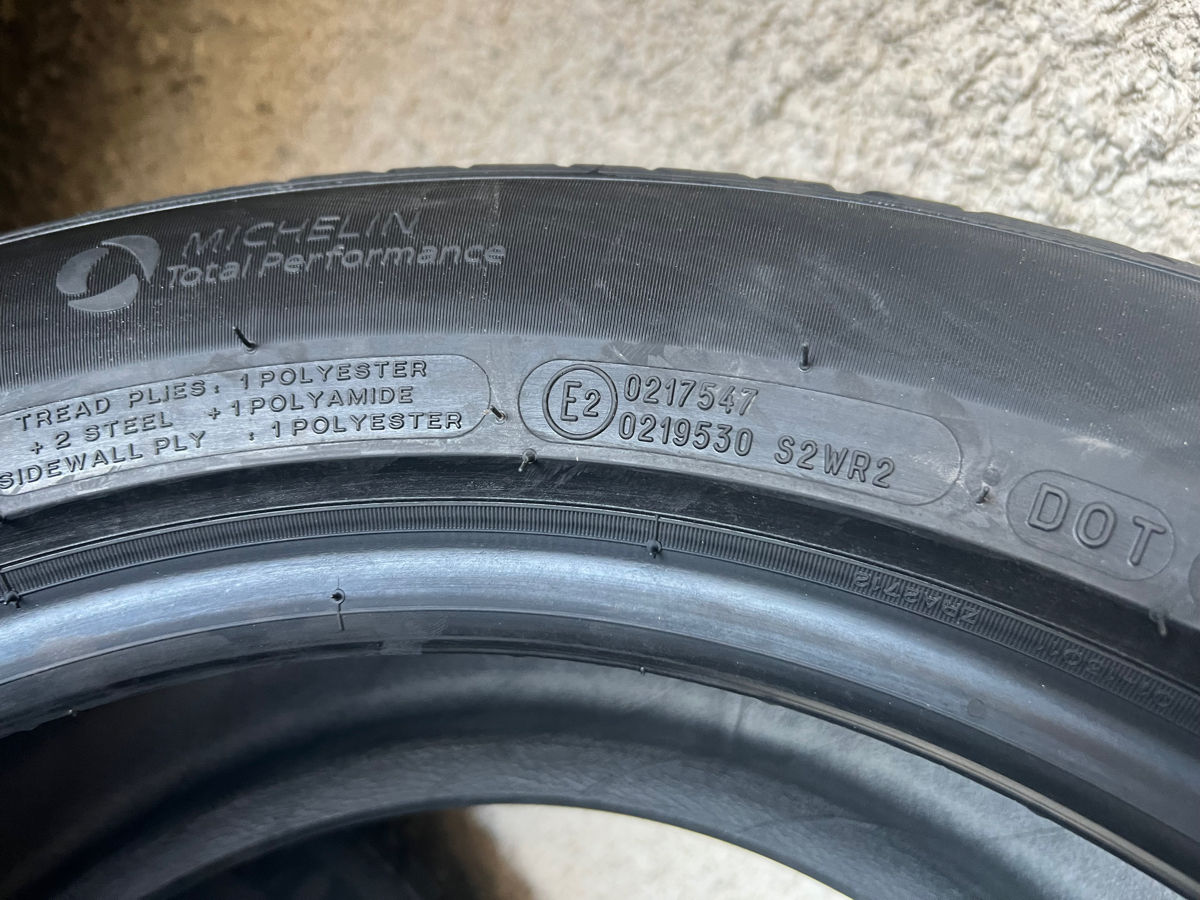 MICHELIN
Total Performance
TREAD PLIES: 1 POLYESTER
+ 2 STEEL + 1 POLYAMIDE
SIDEWALL PLY : 1 POLYESTER
E2
0217547
0219530 S2WR2
DOT